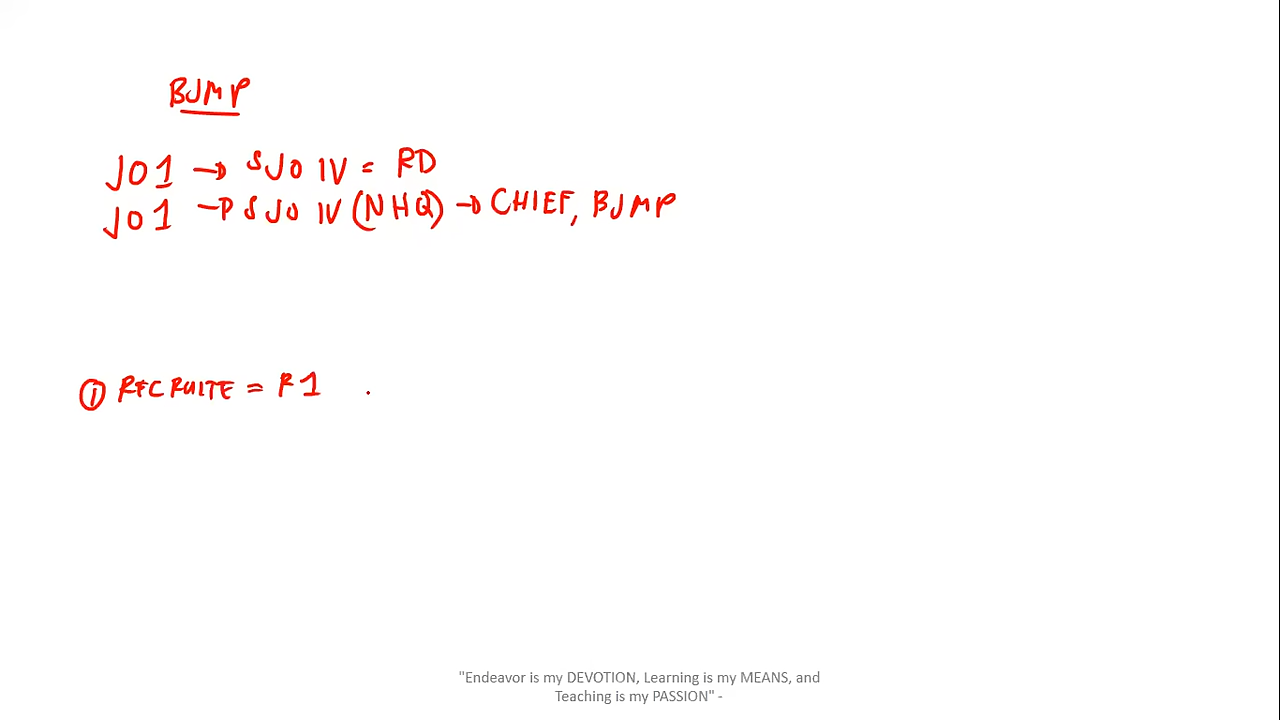 BJMP
JO1 → SJO IV = RD
JO1 → SJO IV (NHQ) → CHIEF, BJMP
① RECRUITE = R1 .
"Endeavor is my DEVOTION, Learning is my MEANS, and
Teaching is my PASSION" -